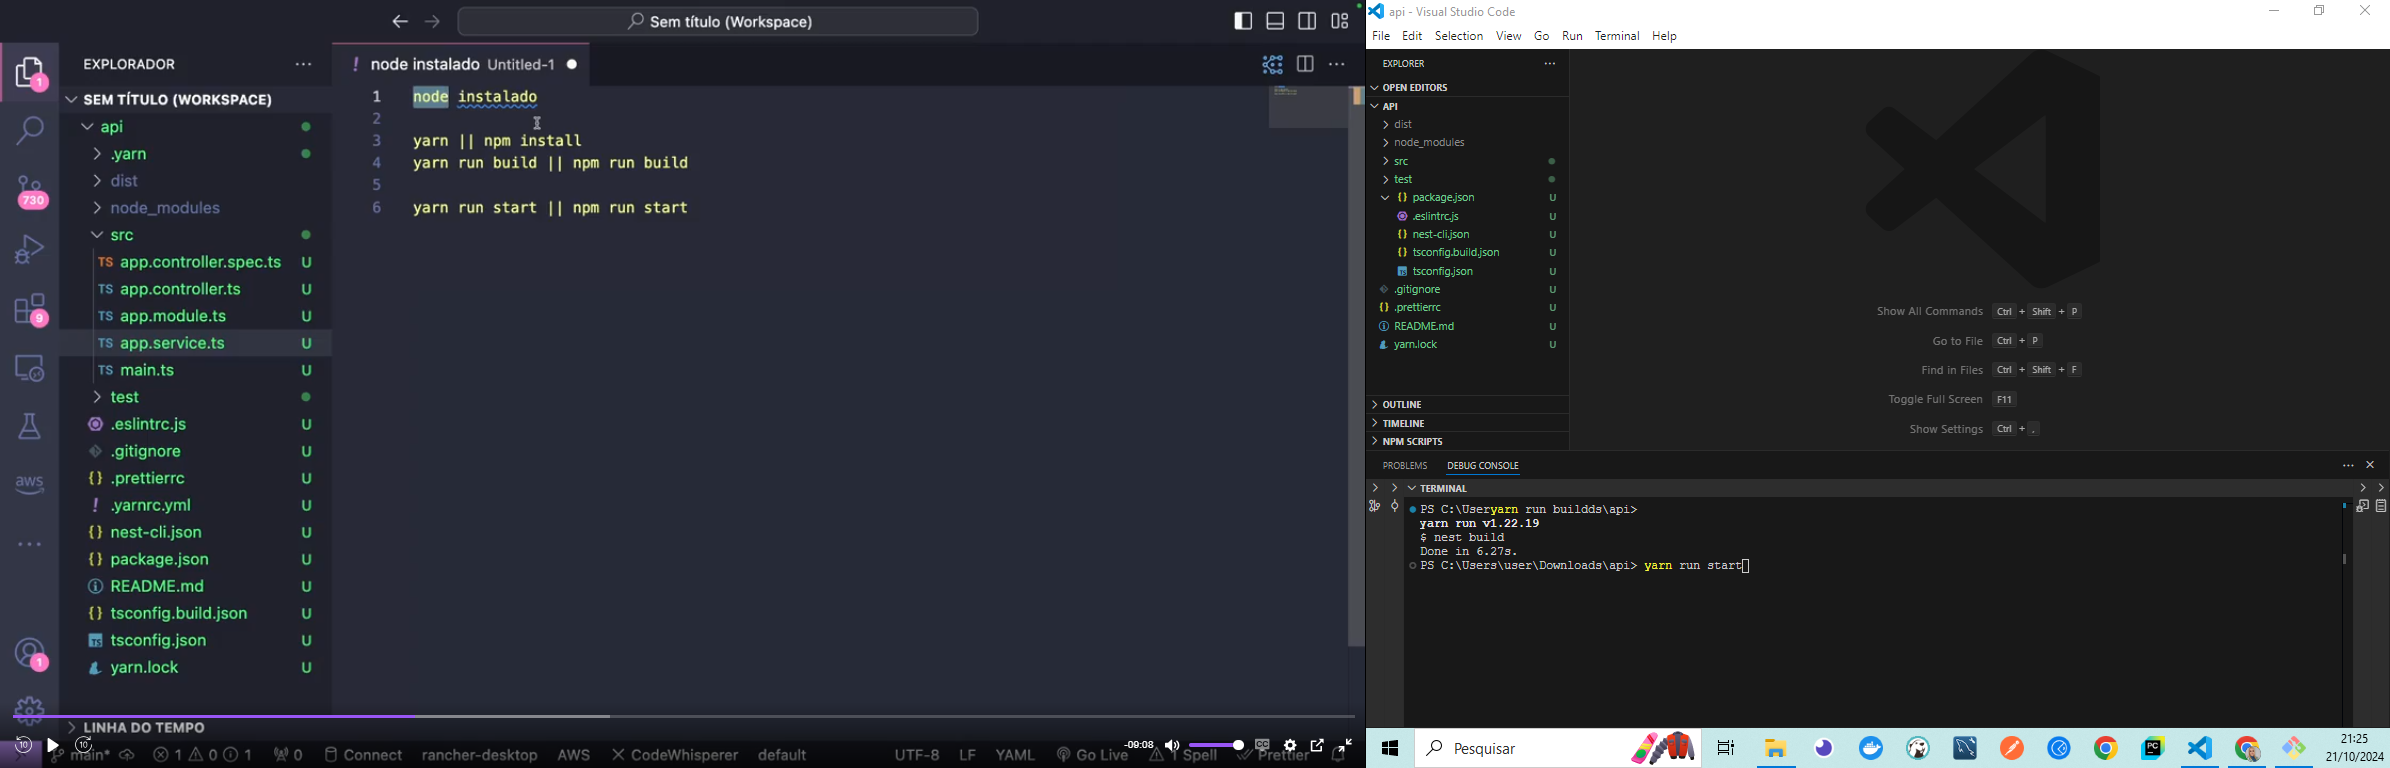 Sem título (Workspace)
EXPLORADOR
SEM TÍTULO (WORKSPACE)
api
.yarn
dist
node_modules
src
app.controller.spec.ts U
app.controller.ts U
app.module.ts U
app.service.ts U
main.ts U
test
.eslintrc.js U
.gitignore U
.prettierrc U
.yarnrc.yml U
nest-cli.json U
package.json U
README.md U
tsconfig.build.json U
tsconfig.json U
yarn.lock U
LINHA DO TEMPO
1
730
9
aws
1
node instalado Untitled-1
1 node instalado
2
3 yarn || npm install
4 yarn run build || npm run build
5
6 yarn run start || npm run start
10 10 -09:08
main* 1 0 1 0 Connect rancher-desktop AWS CodeWhisperer default UTF-8 LF YAML Go Live 1 Spell Prettier
api - Visual Studio Code
File Edit Selection View Go Run Terminal Help
EXPLORER
OPEN EDITORS
API
dist
node_modules
src
test
package.json U
.eslintrc.js U
nest-cli.json U
tsconfig.build.json U
tsconfig.json U
.gitignore U
.prettierrc U
README.md U
yarn.lock U
OUTLINE
TIMELINE
NPM SCRIPTS
Show All Commands Ctrl + Shift + P
Go to File Ctrl + P
Find in Files Ctrl + Shift + F
Toggle Full Screen F11
Show Settings Ctrl + ,
PROBLEMS DEBUG CONSOLE
TERMINAL
PS C:\Useryarn run buildds\api>
yarn run v1.22.19
$ nest build
Done in 6.27s.
PS C:\Users\user\Downloads\api> yarn run start
Pesquisar
PC
21:25
21/10/2024